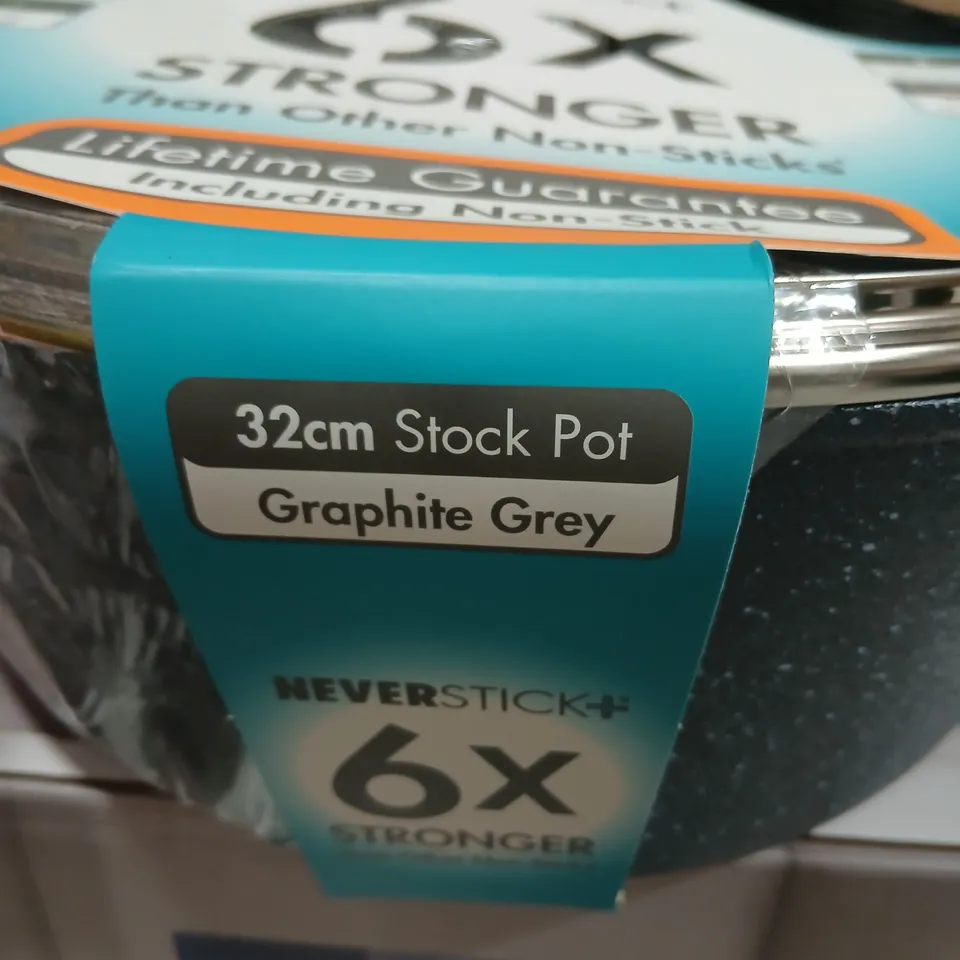 6X
STRONGER
Than Other Non-Sticks
Lifetime Guarantee
Including Non-Stick
32cm Stock Pot
Graphite Grey
NEVERSTICK+
6X
STRONGER